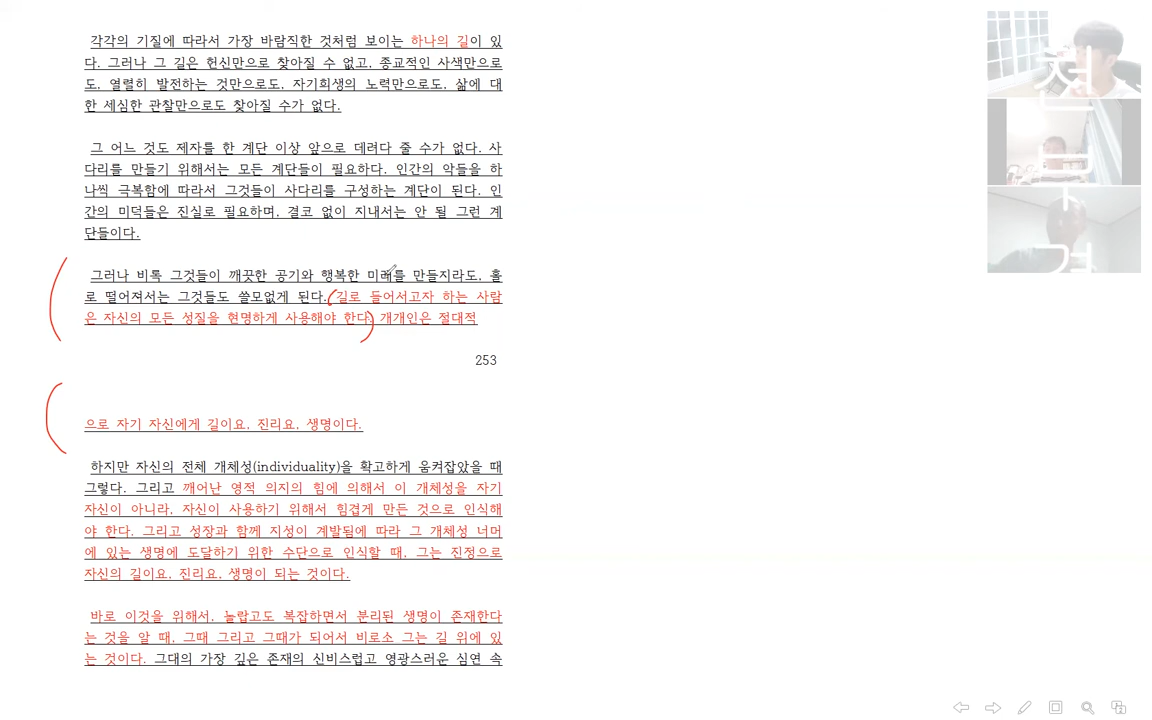 각각의 기질에 따라서 가장 바람직한 것처럼 보이는 하나의 길이 있
다. 그러나 그 길은 헌신만으로 찾아질 수 없고, 종교적인 사색만으로
도, 열렬히 발전하는 것만으로도, 자기희생의 노력만으로도, 삶에 대
한 세심한 관찰만으로도 찾아질 수가 없다.
그 어느 것도 제자를 한 계단 이상 앞으로 데려다 줄 수가 없다. 사
다리를 만들기 위해서는 모든 계단들이 필요하다. 인간의 악들을 하
나씩 극복함에 따라서 그것들이 사다리를 구성하는 계단이 된다. 인
간의 미덕들은 진실로 필요하며, 결코 없이 지내서는 안 될 그런 계
단들이다.
그러나 비록 그것들이 깨끗한 공기와 행복한 미래를 만들지라도, 홀
로 떨어져서는 그것들도 쓸모없게 된다. 길로 들어서고자 하는 사람
은 자신의 모든 성질을 현명하게 사용해야 한다. 개개인은 절대적
253
으로 자기 자신에게 길이요, 진리요, 생명이다.
하지만 자신의 전체 개체성(individuality)을 확고하게 움켜잡았을 때
그렇다. 그리고 깨어난 영적 의지의 힘에 의해서 이 개체성을 자기
자신이 아니라, 자신이 사용하기 위해서 힘겹게 만든 것으로 인식해
야 한다. 그리고 성장과 함께 지성이 계발됨에 따라 그 개체성 너머
에 있는 생명에 도달하기 위한 수단으로 인식할 때, 그는 진정으로
자신의 길이요, 진리요, 생명이 되는 것이다.
바로 이것을 위해서, 놀랍고도 복잡하면서 분리된 생명이 존재한다
는 것을 알 때, 그때 그리고 그때가 되어서 비로소 그는 길 위에 있
는 것이다. 그대의 가장 깊은 존재의 신비스럽고 영광스러운 심연 속